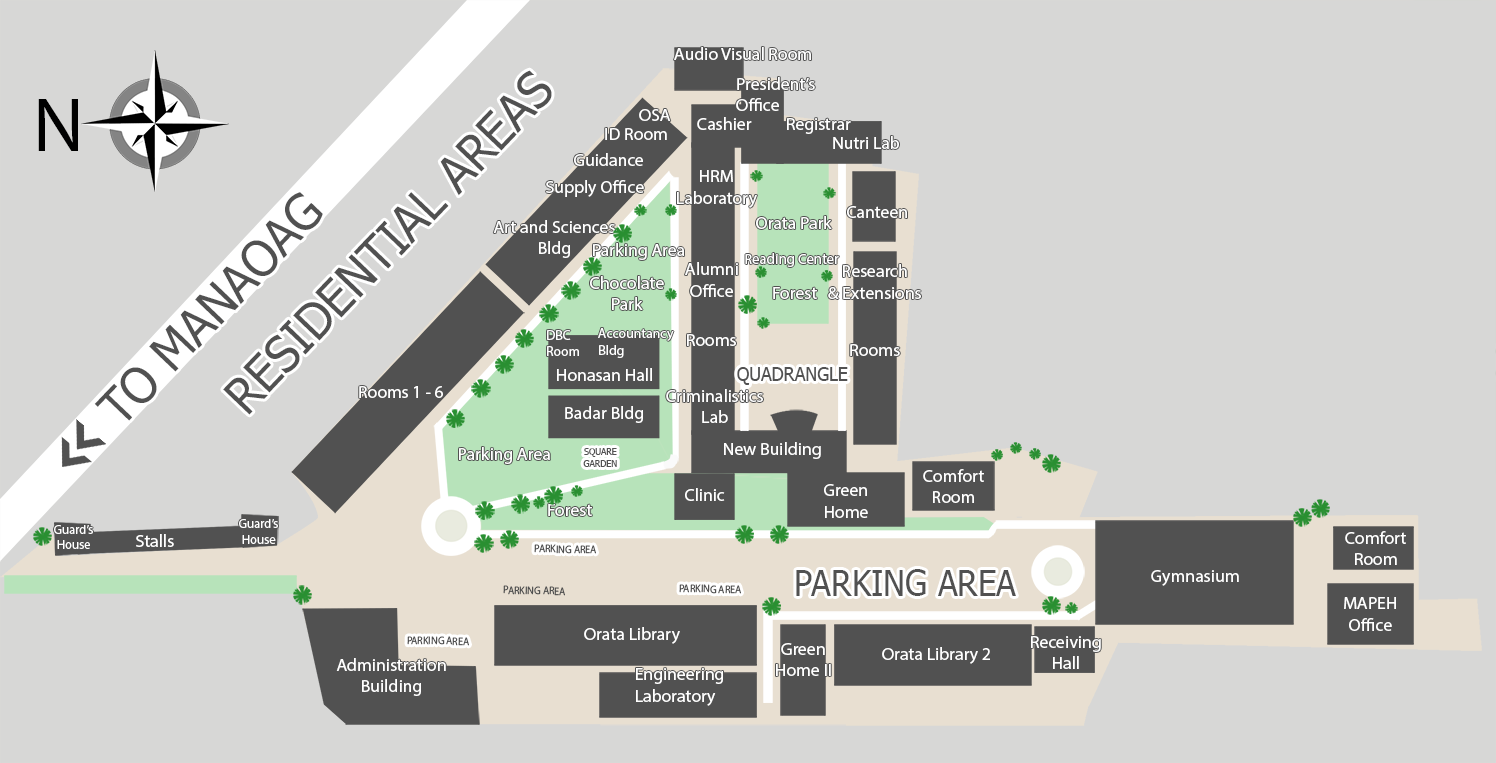 N
TO MANAOAG
RESIDENTIAL AREAS
Audio Visual Room
President's
Office
OSA
ID Room
Cashier
Registrar
Nutri Lab
Guidance
Supply Office
HRM
Laboratory
Art and Sciences
Bldg
Parking Area
Orata Park
Canteen
Chocolate
Park
Alumni
Office
Reading Center
Forest
Research
& Extensions
DBC
Room
Accountancy
Bldg
Rooms
Rooms
Honasan Hall
QUADRANGLE
Rooms 1 - 6
Criminalistics
Lab
Badar Bldg
Parking Area
SQUARE
GARDEN
New Building
Clinic
Green
Home
Comfort
Room
Forest
Guard's
House
Stalls
Guard's
House
PARKING AREA
PARKING AREA
PARKING AREA
PARKING AREA
Gymnasium
Comfort
Room
MAPEH
Office
PARKING AREA
Administration
Building
Orata Library
Engineering
Laboratory
Green
Home II
Orata Library 2
Receiving
Hall